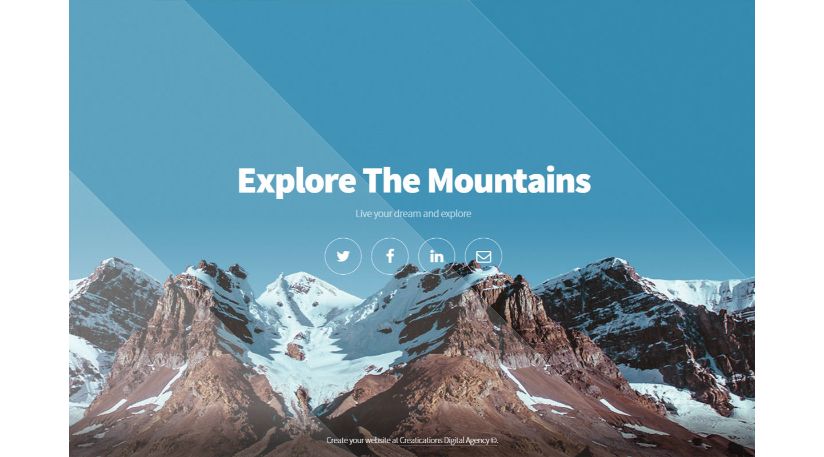 Explore The Mountains
Live your dream and explore
Create your website at Creatications Digital Agency ©.